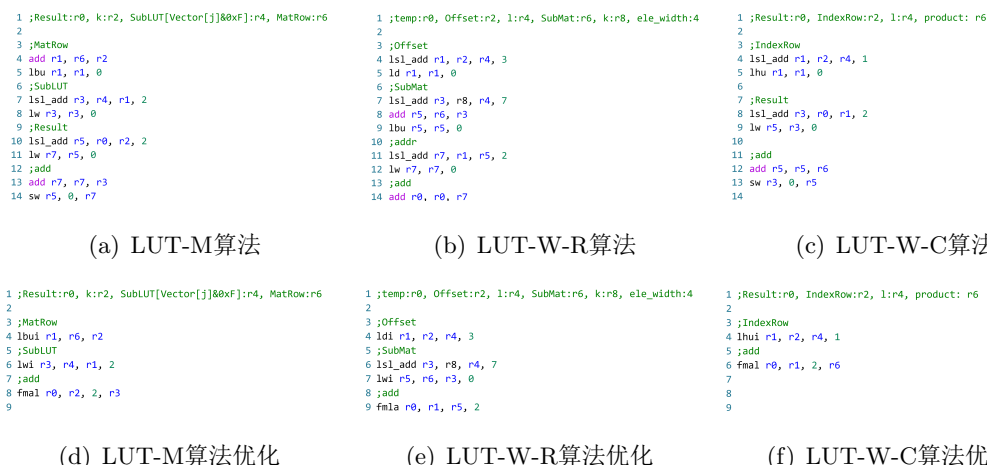 1 ;Result:r0, k:r2, SubLUT[Vector[j]&0xF]:r4, MatRow:r6
2
3 ;MatRow
4 add r1, r6, r2
5 lbu r1, r1, 0
6 ;SubLUT
7 lsl_add r3, r4, r1, 2
8 lw r3, r3, 0
9 ;Result
10 lsl_add r5, r0, r2, 2
11 lw r7, r5, 0
12 ;add
13 add r7, r7, r3
14 sw r5, 0, r7
(a) LUT-M算法
1 ;temp:r0, Offset:r2, l:r4, SubMat:r6, k:r8, ele_width:4
2
3 ;Offset
4 lsl_add r1, r2, r4, 3
5 ld r1, r1, 0
6 ;SubMat
7 lsl_add r3, r8, r4, 7
8 add r5, r6, r3
9 lbu r5, r5, 0
10 ;addr
11 lsl_add r7, r1, r5, 2
12 lw r7, r7, 0
13 ;add
14 add r0, r0, r7
(b) LUT-W-R算法
1 ;Result:r0, IndexRow:r2, l:r4, product: r6
2
3 ;IndexRow
4 lsl_add r1, r2, r4, 1
5 lhu r1, r1, 0
6
7 ;Result
8 lsl_add r3, r0, r1, 2
9 lw r5, r3, 0
10
11 ;add
12 add r5, r5, r6
13 sw r3, 0, r5
14
(c) LUT-W-C算法
1 ;Result:r0, k:r2, SubLUT[Vector[j]&0xF]:r4, MatRow:r6
2
3 ;MatRow
4 lbui r1, r6, r2
5 ;SubLUT
6 lwi r3, r4, r1, 2
7 ;add
8 fmal r0, r2, 2, r3
9
(d) LUT-M算法优化
1 ;temp:r0, Offset:r2, l:r4, SubMat:r6, k:r8, ele_width:4
2
3 ;Offset
4 ldi r1, r2, r4, 3
5 ;SubMat
6 lsl_add r3, r8, r4, 7
7 lwi r5, r6, r3, 0
8 ;add
9 fmla r0, r1, r5, 2
(e) LUT-W-R算法优化
1 ;Result:r0, IndexRow:r2, l:r4, product: r6
2
3 ;IndexRow
4 lhui r1, r2, r4, 1
5 ;add
6 fmal r0, r1, 2, r6
7
8
9
(f) LUT-W-C算法优